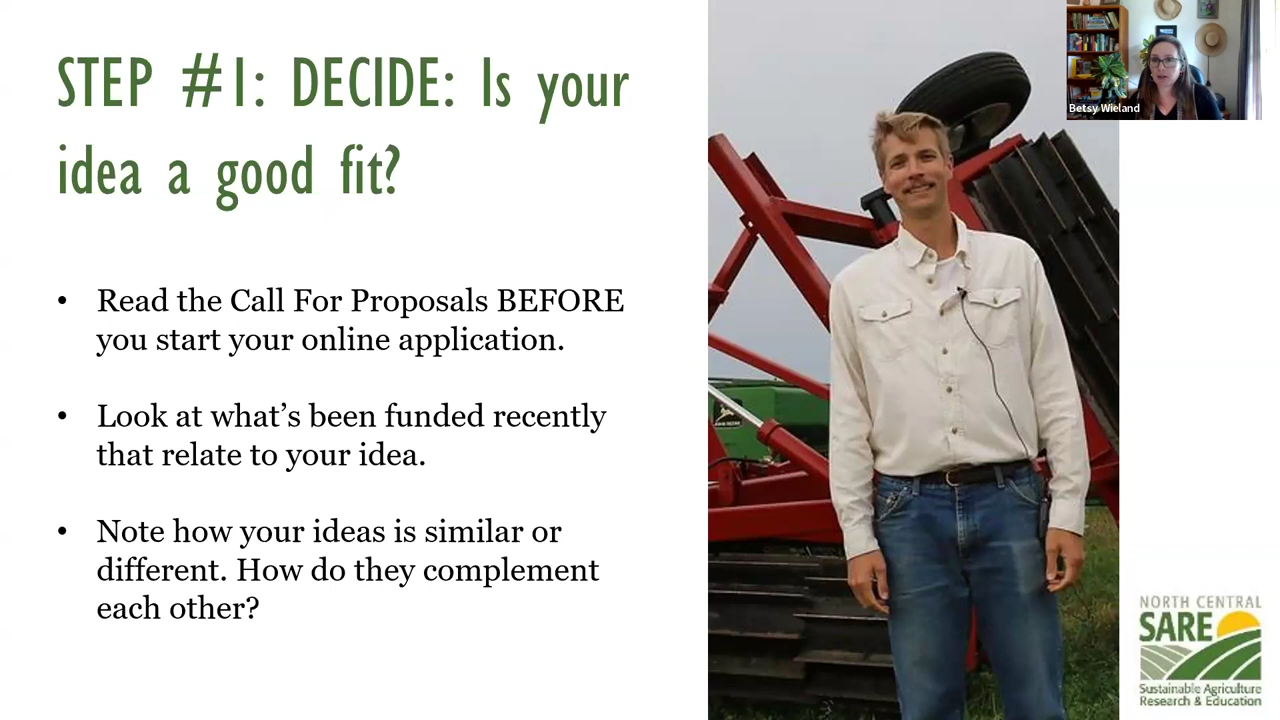 STEP #1: DECIDE: Is your
idea a good fit?
• Read the Call For Proposals BEFORE
you start your online application.
• Look at what’s been funded recently
that relate to your idea.
• Note how your ideas is similar or
different. How do they complement
each other?
Betsy Wieland
JOHN DEERE
NORTH CENTRAL
SARE
Sustainable Agriculture
Research & Education